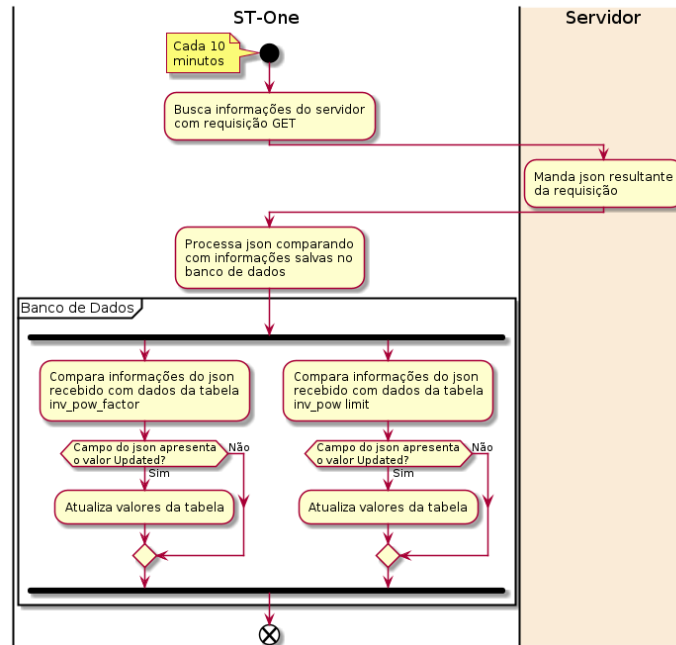 ST-One
Servidor
Cada 10
minutos
Busca informações do servidor
com requisição GET
Manda json resultante
da requisição
Processa json comparando
com informações salvas no
banco de dados
Banco de Dados
Compara informações do json
recebido com dados da tabela
inv_pow_factor
Compara informações do json
recebido com dados da tabela
inv_pow limit
Campo do json apresenta
o valor Updated?
Não
Sim
Campo do json apresenta
o valor Updated?
Não
Sim
Atualiza valores da tabela
Atualiza valores da tabela